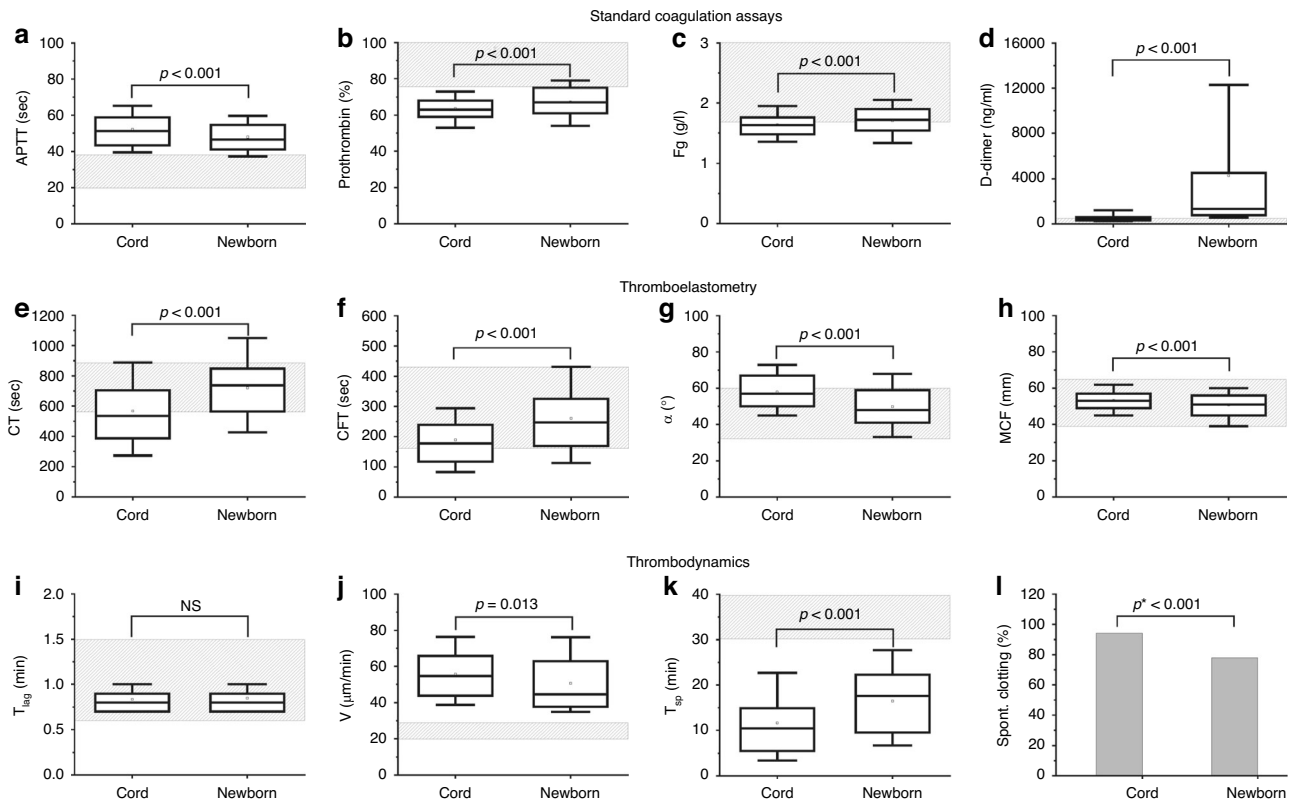 Standard coagulation assays
a
APTT (sec)
100
80
60
40
20
0
p < 0.001
Cord
Newborn
b
Prothrombin (%)
100
80
60
40
20
0
p < 0.001
Cord
Newborn
c
Fg (g/l)
3
2
1
0
p < 0.001
Cord
Newborn
d
D-dimer (ng/ml)
16000
12000
8000
4000
0
p < 0.001
Cord
Newborn
Thromboelastometry
e
CT (sec)
1200
1000
800
600
400
200
0
p < 0.001
Cord
Newborn
f
CFT (sec)
600
500
400
300
200
100
0
p < 0.001
Cord
Newborn
g
α (°)
100
80
60
40
20
0
p < 0.001
Cord
Newborn
h
MCF (mm)
100
80
60
40
20
0
p < 0.001
Cord
Newborn
Thrombodynamics
i
Tlag (min)
2.0
1.5
1.0
0.5
0.0
NS
Cord
Newborn
j
V (μm/min)
100
80
60
40
20
0
p = 0.013
Cord
Newborn
k
Tsp (min)
40
30
20
10
0
p < 0.001
Cord
Newborn
l
Spont. clotting (%)
120
100
80
60
40
20
0
p* < 0.001
Cord
Newborn